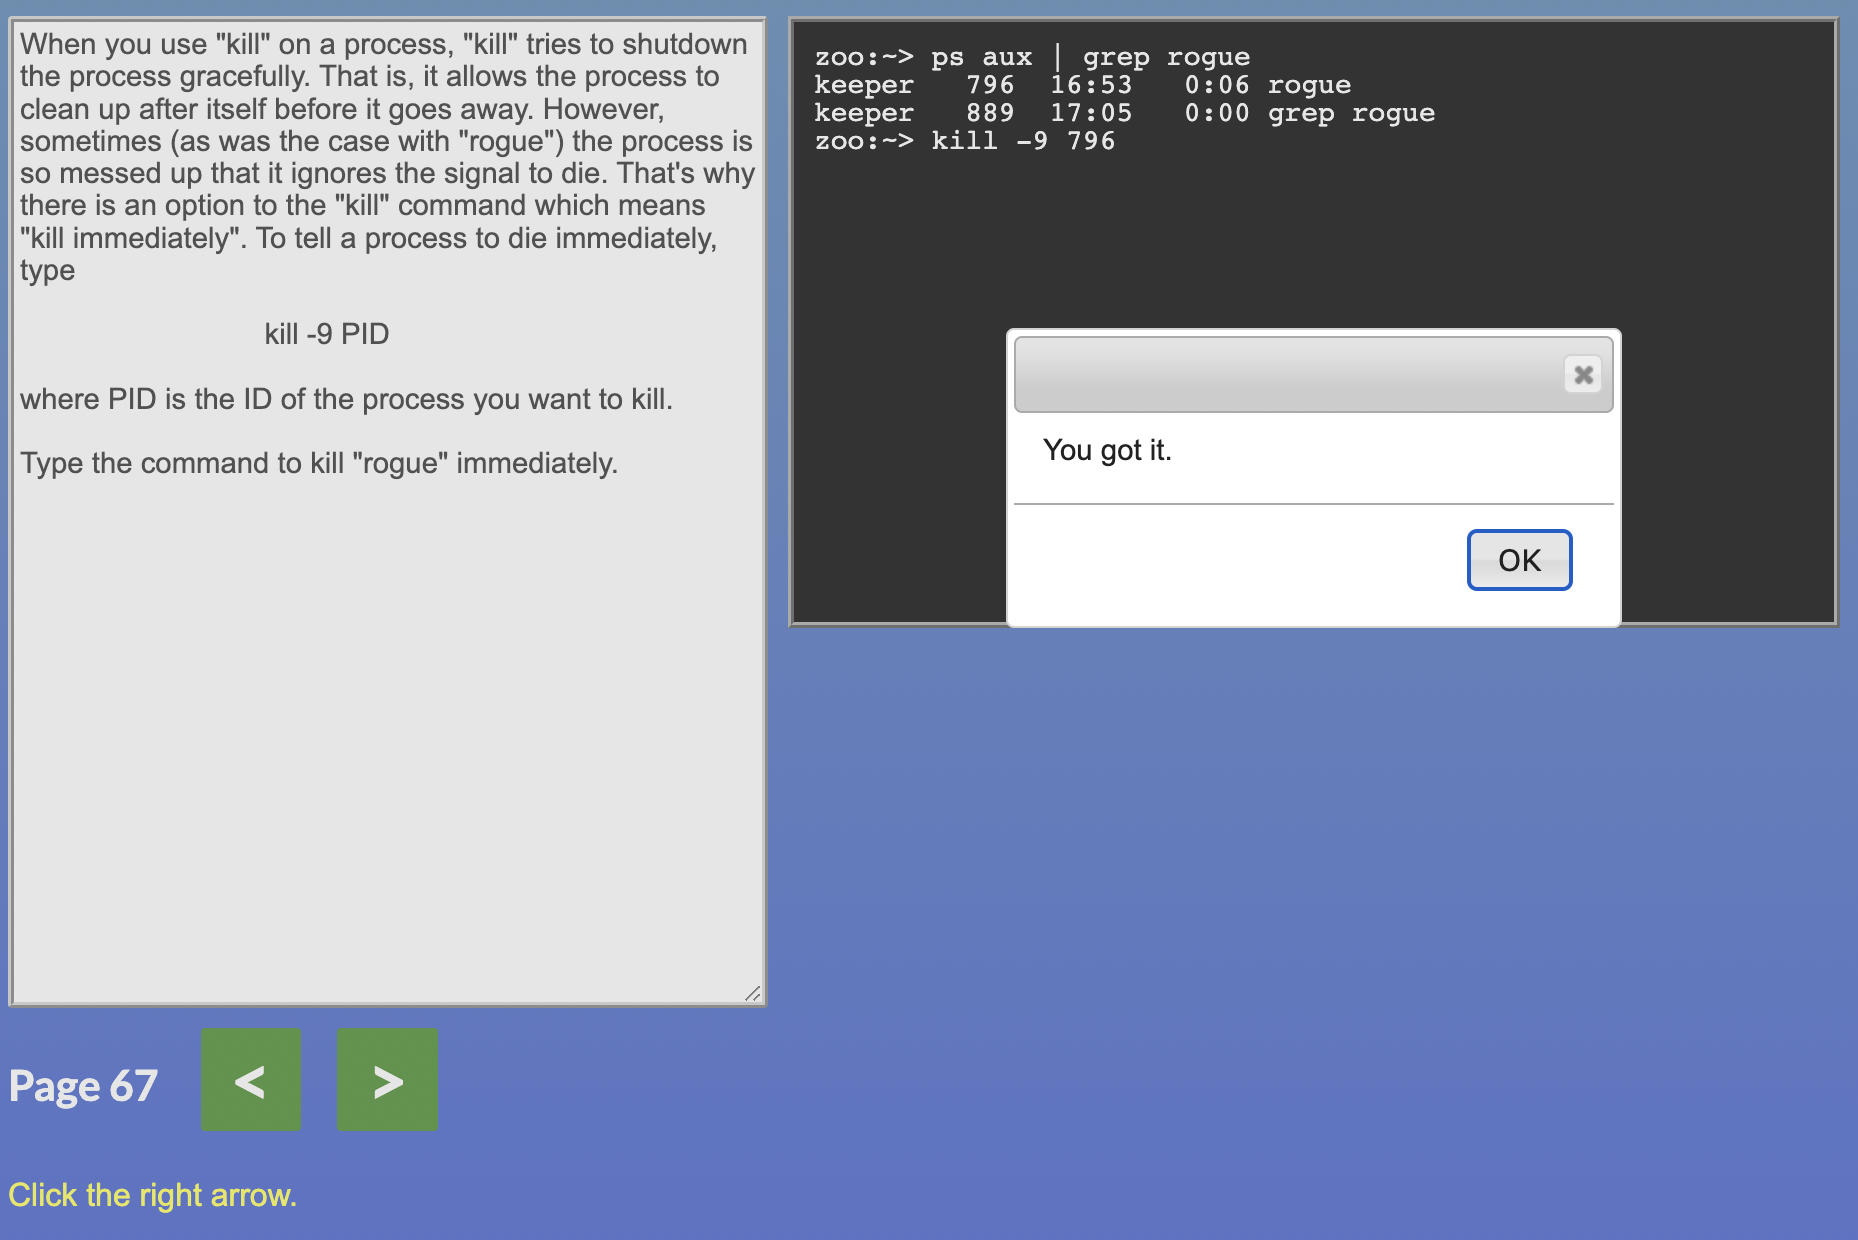 When you use "kill" on a process, "kill" tries to shutdown
the process gracefully. That is, it allows the process to
clean up after itself before it goes away. However,
sometimes (as was the case with "rogue") the process is
so messed up that it ignores the signal to die. That's why
there is an option to the "kill" command which means
"kill immediately". To tell a process to die immediately,
type
kill -9 PID
where PID is the ID of the process you want to kill.
Type the command to kill "rogue" immediately.
zoo:~> ps aux | grep rogue
keeper   796  16:53   0:06 rogue
keeper   889  17:05   0:00 grep rogue
zoo:~> kill -9 796
You got it.
OK
Page 67
<
>
Click the right arrow.